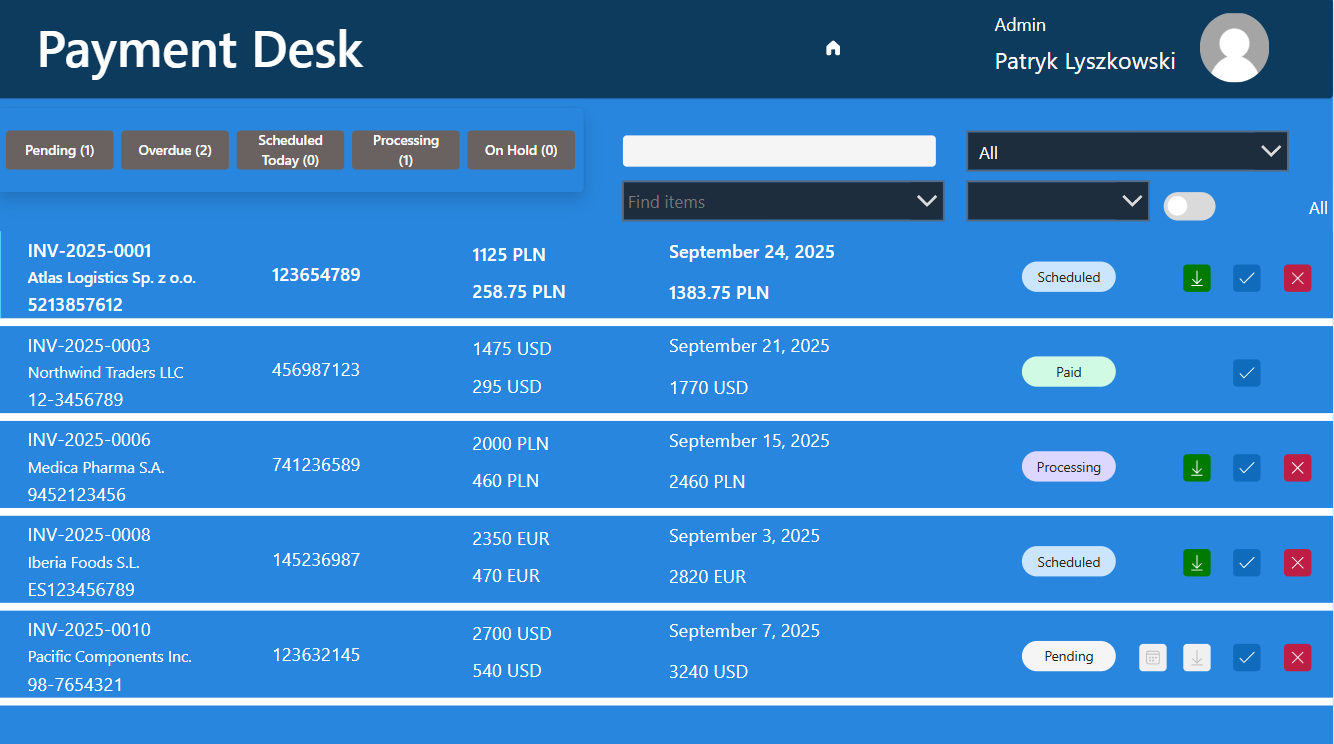 Payment Desk
Admin
Patryk Lyszkowski
Pending (1)
Overdue (2)
Scheduled
Today (0)
Processing
(1)
On Hold (0)
All
Find items
All
INV-2025-0001
Atlas Logistics Sp. z o.o.
5213857612
123654789
1125 PLN
258.75 PLN
September 24, 2025
1383.75 PLN
Scheduled
INV-2025-0003
Northwind Traders LLC
12-3456789
456987123
1475 USD
295 USD
September 21, 2025
1770 USD
Paid
INV-2025-0006
Medica Pharma S.A.
9452123456
741236589
2000 PLN
460 PLN
September 15, 2025
2460 PLN
Processing
INV-2025-0008
Iberia Foods S.L.
ES123456789
145236987
2350 EUR
470 EUR
September 3, 2025
2820 EUR
Scheduled
INV-2025-0010
Pacific Components Inc.
98-7654321
123632145
2700 USD
540 USD
September 7, 2025
3240 USD
Pending